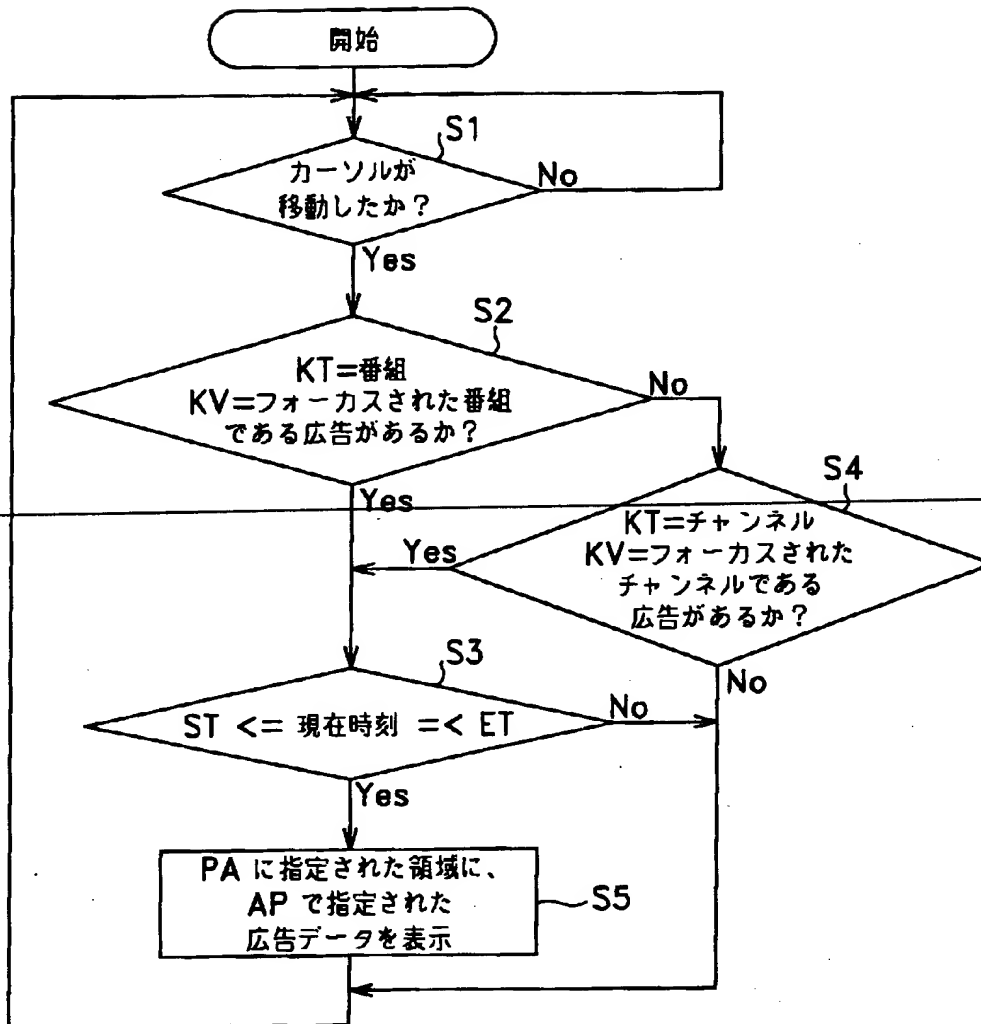 開始
S1
カーソルが
移動したか?
No
Yes
S2
KT=番組
KV=フォーカスされた番組
である広告があるか?
No
Yes
S4
KT=チャンネル
KV=フォーカスされた
チャンネルである
広告があるか?
Yes
No
S3
ST <= 現在時刻 =< ET
No
Yes
PA に指定された領域に、
AP で指定された
広告データを表示
S5